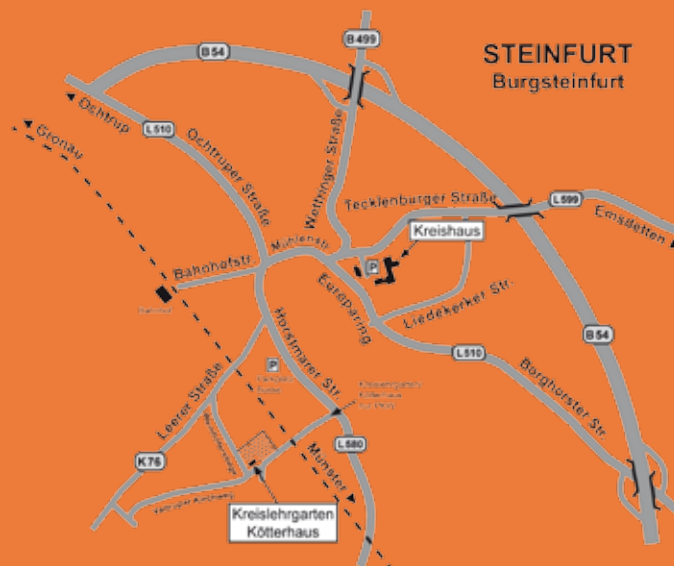 B499
B54
STEINFURT
Burgsteinfurt
Ochtrup
Gronau
L510
Ochtruper Straße
Wettringer Straße
Tecklenburger Straße
L599
Emsdetten
Kreishaus
Mühlenstr.
Bahnhofstr.
P
Europaring
Liedekerker Str.
B54
L510
Borghorster Str.
Horstmarer Str.
Leerer Straße
P
K76
L580
Münster
Kreislehrgarten
Kötterhaus